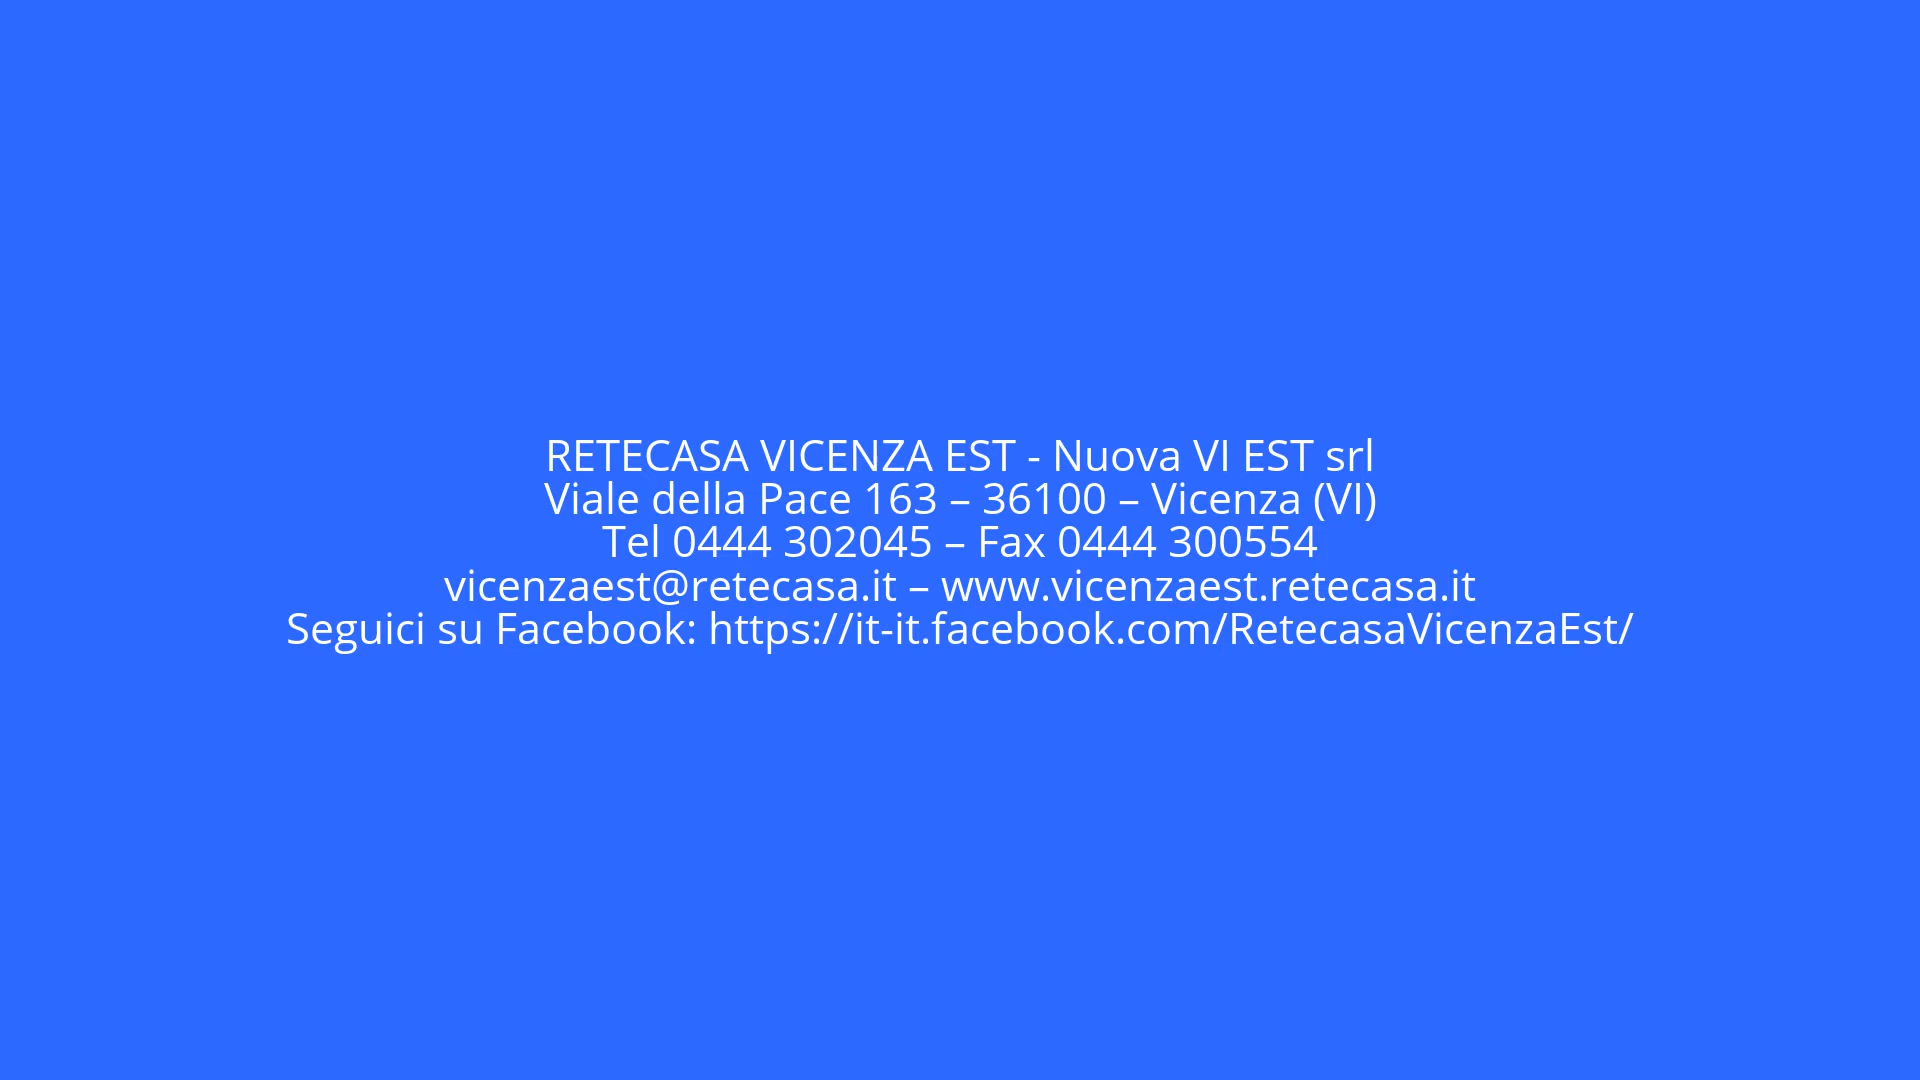 RETECASA VICENZA EST - Nuova VI EST srl
Viale della Pace 163 – 36100 – Vicenza (VI)
Tel 0444 302045 – Fax 0444 300554
vicenzaest@retecasa.it – www.vicenzaest.retecasa.it
Seguici su Facebook: https://it-it.facebook.com/RetecasaVicenzaEst/